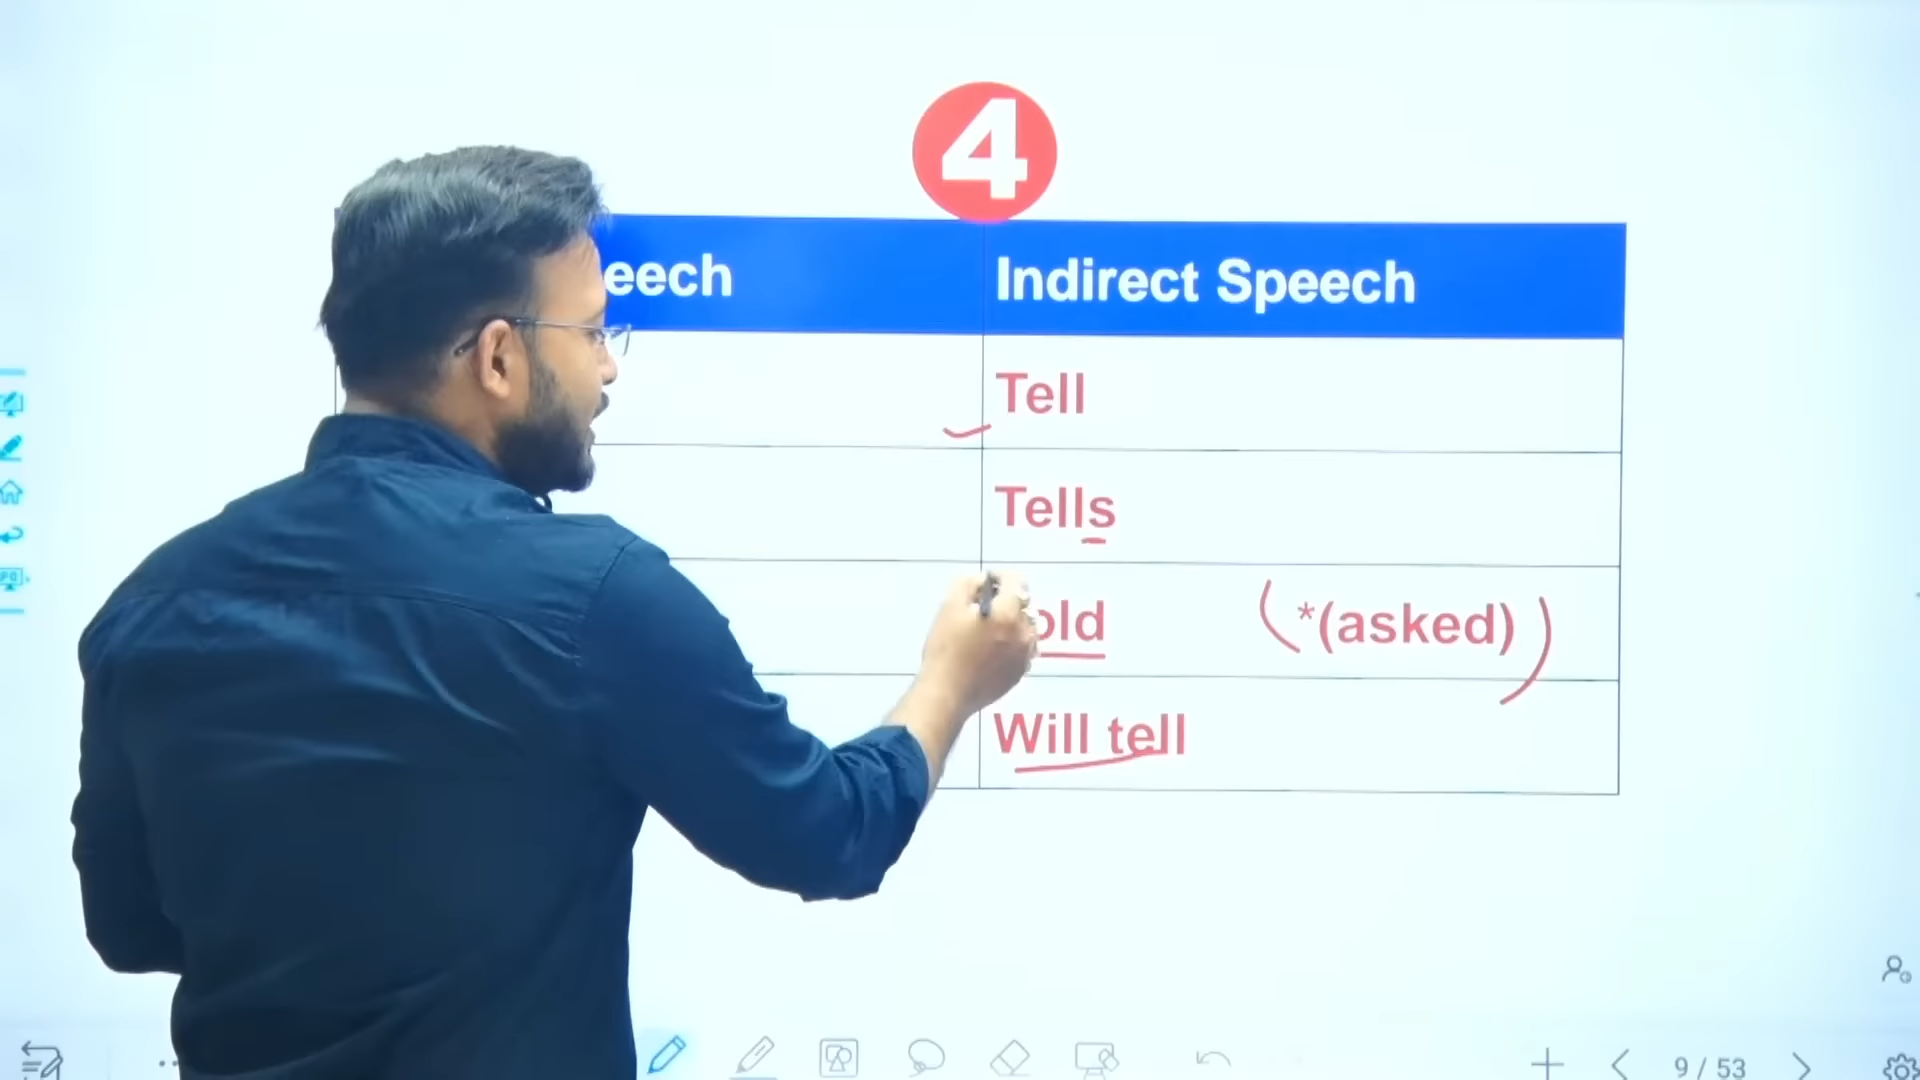 4
eech Indirect Speech
Tell
Tells
old *(asked)
Will tell
9 / 53